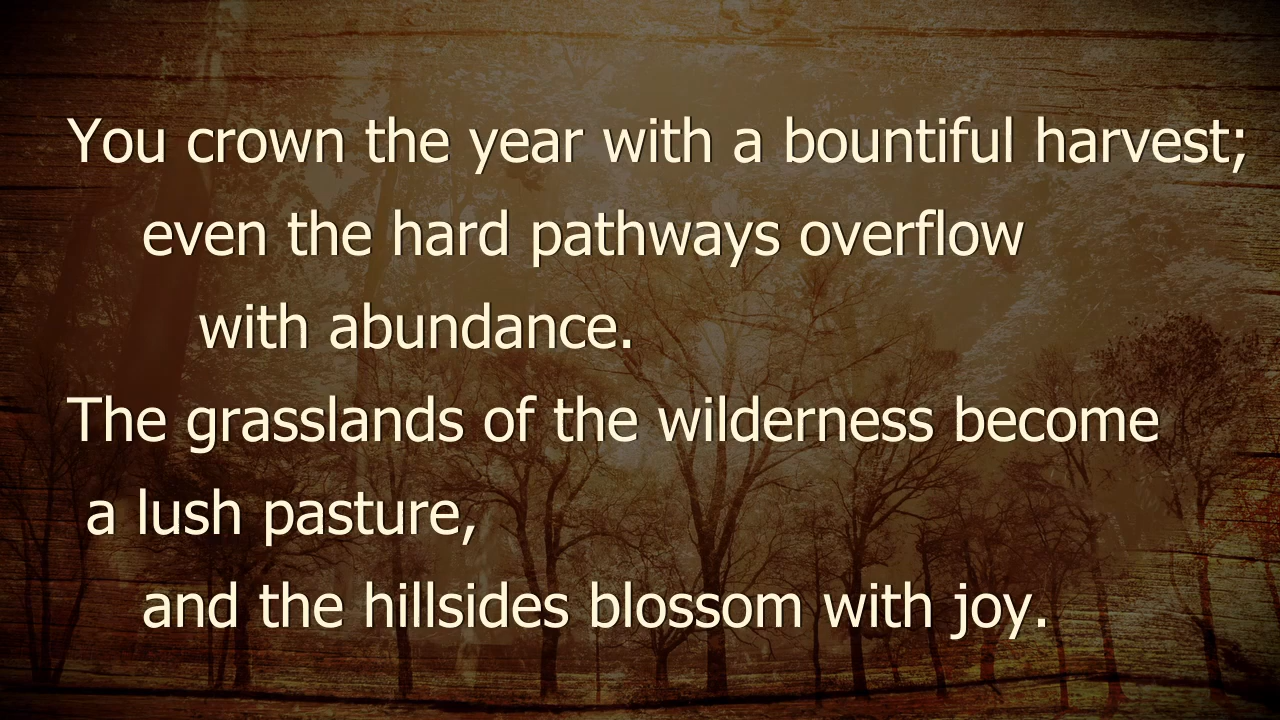 You crown the year with a bountiful harvest;
even the hard pathways overflow
with abundance.
The grasslands of the wilderness become
a lush pasture,
and the hillsides blossom with joy.